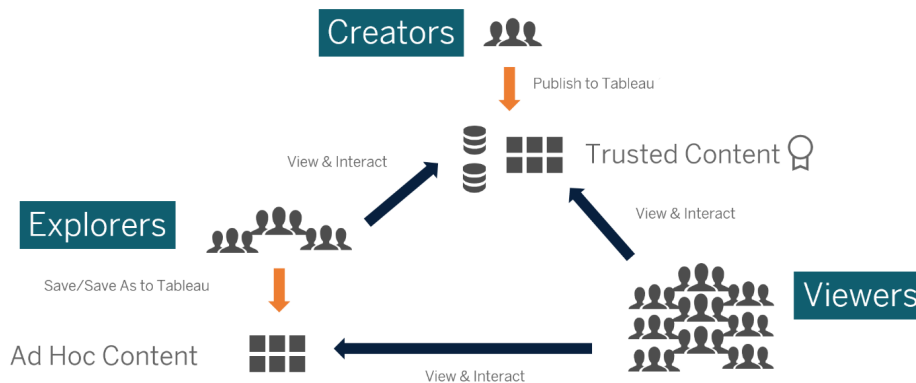 Creators
Publish to Tableau
Trusted Content
View & Interact
View & Interact
Explorers
Save/Save As to Tableau
Viewers
Ad Hoc Content
View & Interact